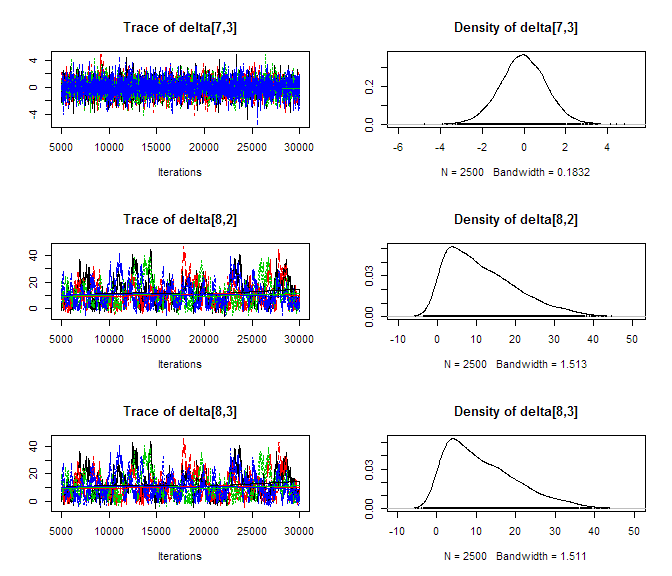 Trace of delta[7,3]
4
0
-4
5000 10000 15000 20000 25000 30000
Iterations
Density of delta[7,3]
0.2
0.0
-6 -4 -2 0 2 4
N = 2500 Bandwidth = 0.1832
Trace of delta[8,2]
40
20
0
5000 10000 15000 20000 25000 30000
Iterations
Density of delta[8,2]
0.03
0.00
-10 0 10 20 30 40 50
N = 2500 Bandwidth = 1.513
Trace of delta[8,3]
40
20
0
5000 10000 15000 20000 25000 30000
Iterations
Density of delta[8,3]
0.03
0.00
-10 0 10 20 30 40 50
N = 2500 Bandwidth = 1.511